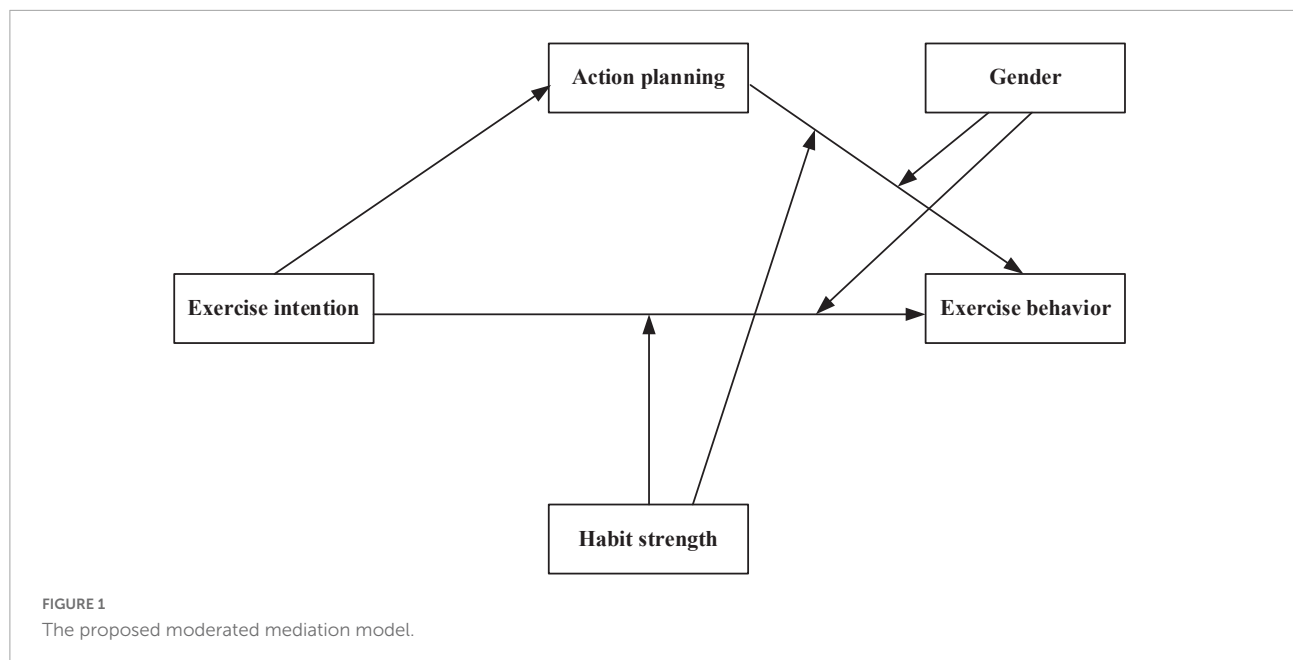 Action planning
Gender
Exercise intention
Exercise behavior
Habit strength
FIGURE 1
The proposed moderated mediation model.